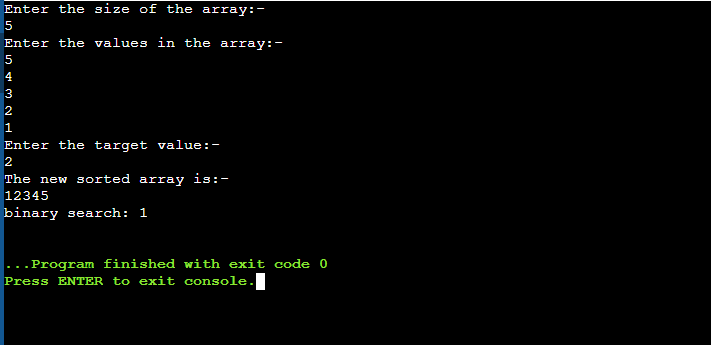 Enter the size of the array:-
5
Enter the values in the array:-
5
4
3
2
1
Enter the target value:-
2
The new sorted array is:-
12345
binary search: 1
...Program finished with exit code 0
Press ENTER to exit console.